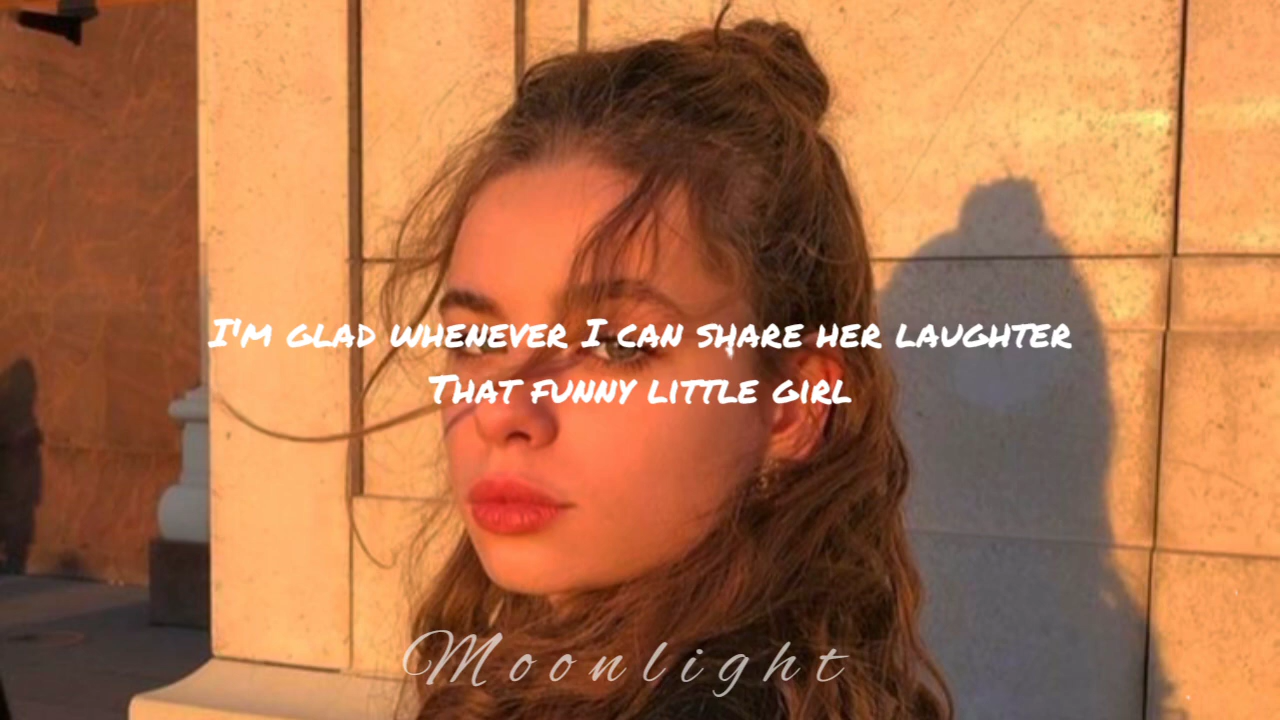 I'm glad whenever I can share her laughter
That funny little girl
Moonlight